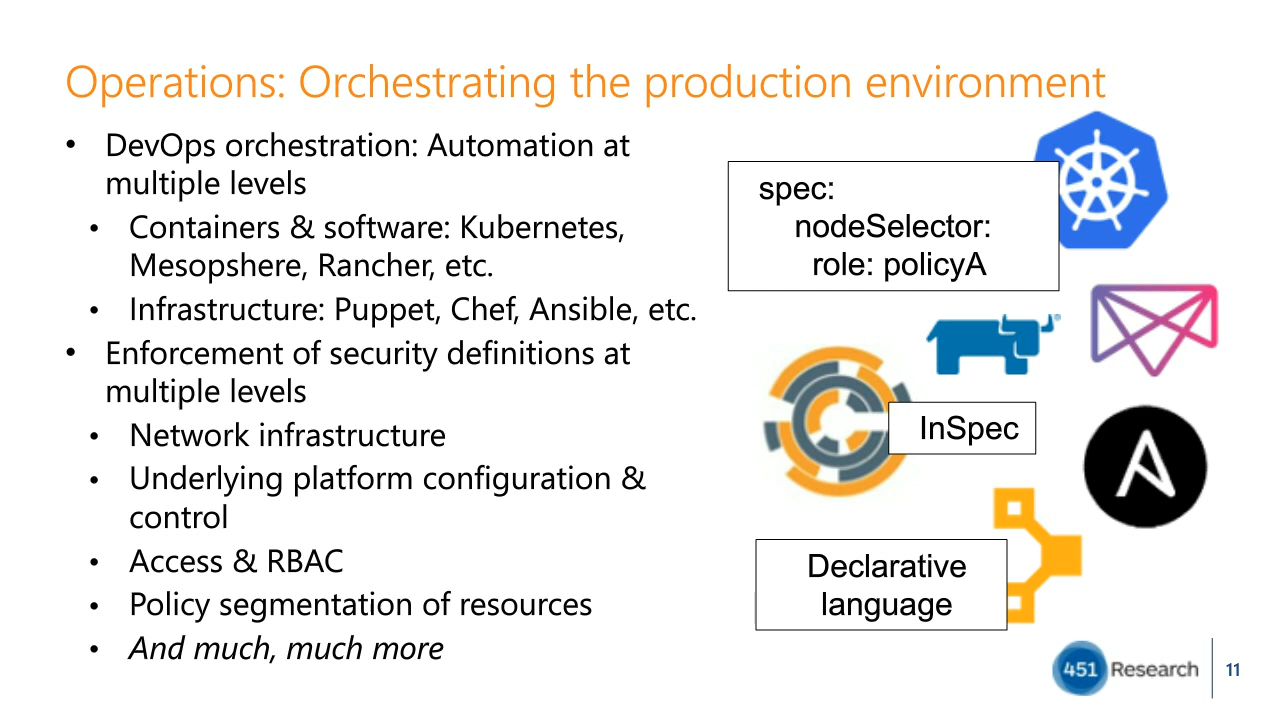 Operations: Orchestrating the production environment
• DevOps orchestration: Automation at
multiple levels
• Containers & software: Kubernetes,
Mesopshere, Rancher, etc.
• Infrastructure: Puppet, Chef, Ansible, etc.
• Enforcement of security definitions at
multiple levels
• Network infrastructure
• Underlying platform configuration &
control
• Access & RBAC
• Policy segmentation of resources
• And much, much more
spec:
nodeSelector:
role: policyA
®
InSpec
Declarative
language
451 Research
11